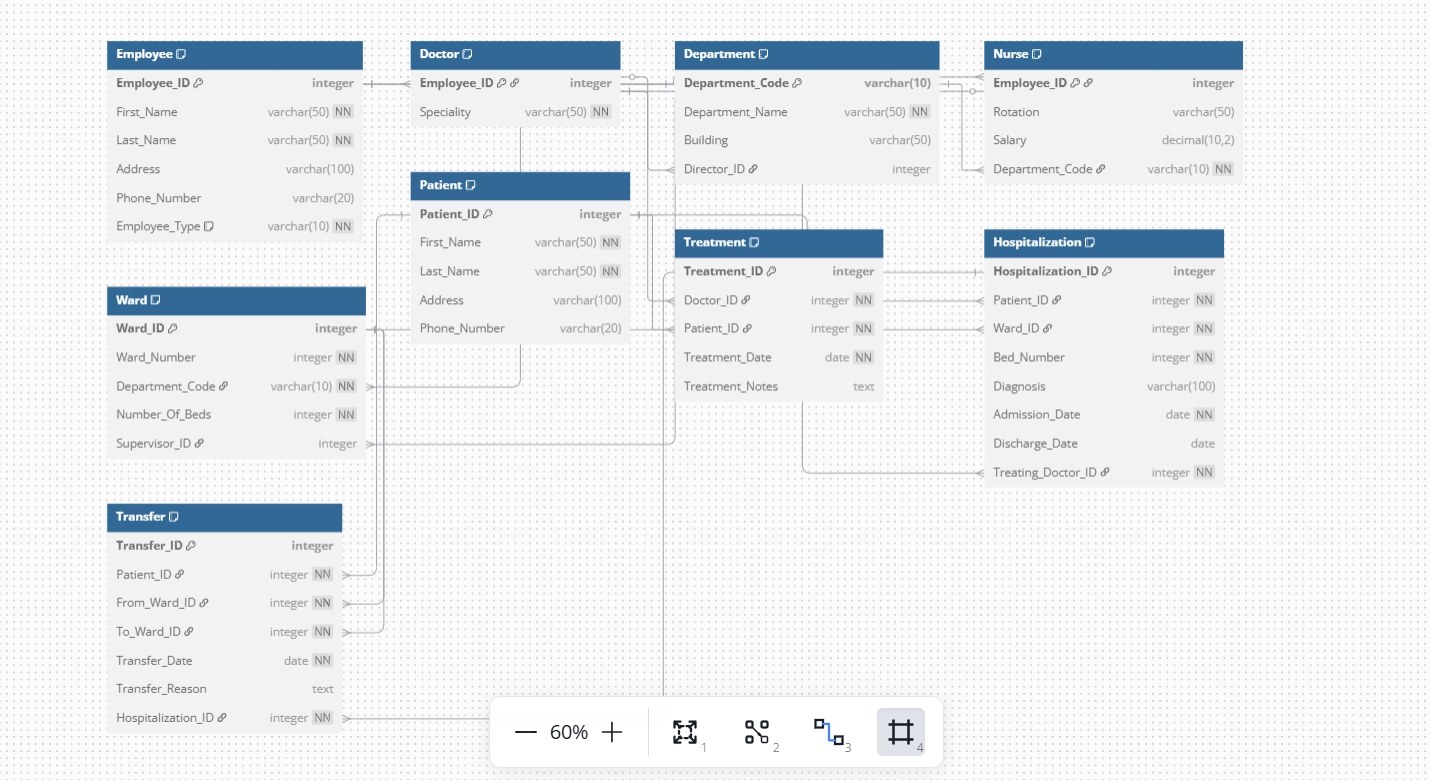 Employee
Employee_ID integer
First_Name varchar(50) NN
Last_Name varchar(50) NN
Address varchar(100)
Phone_Number varchar(20)
Employee_Type varchar(10) NN
Doctor
Employee_ID integer
Speciality varchar(50) NN
Department
Department_Code varchar(10)
Department_Name varchar(50) NN
Building varchar(50)
Director_ID integer
Nurse
Employee_ID integer
Rotation varchar(50)
Salary decimal(10,2)
Department_Code varchar(10) NN
Patient
Patient_ID integer
First_Name varchar(50) NN
Last_Name varchar(50) NN
Address varchar(100)
Phone_Number varchar(20)
Treatment
Treatment_ID integer
Doctor_ID integer NN
Patient_ID integer NN
Treatment_Date date NN
Treatment_Notes text
Hospitalization
Hospitalization_ID integer
Patient_ID integer NN
Ward_ID integer NN
Bed_Number integer NN
Diagnosis varchar(100)
Admission_Date date NN
Discharge_Date date
Treating_Doctor_ID integer NN
Ward
Ward_ID integer
Ward_Number integer NN
Department_Code varchar(10) NN
Number_Of_Beds integer NN
Supervisor_ID integer
Transfer
Transfer_ID integer
Patient_ID integer NN
From_Ward_ID integer NN
To_Ward_ID integer NN
Transfer_Date date NN
Transfer_Reason text
Hospitalization_ID integer NN
60% 1 2 3 4